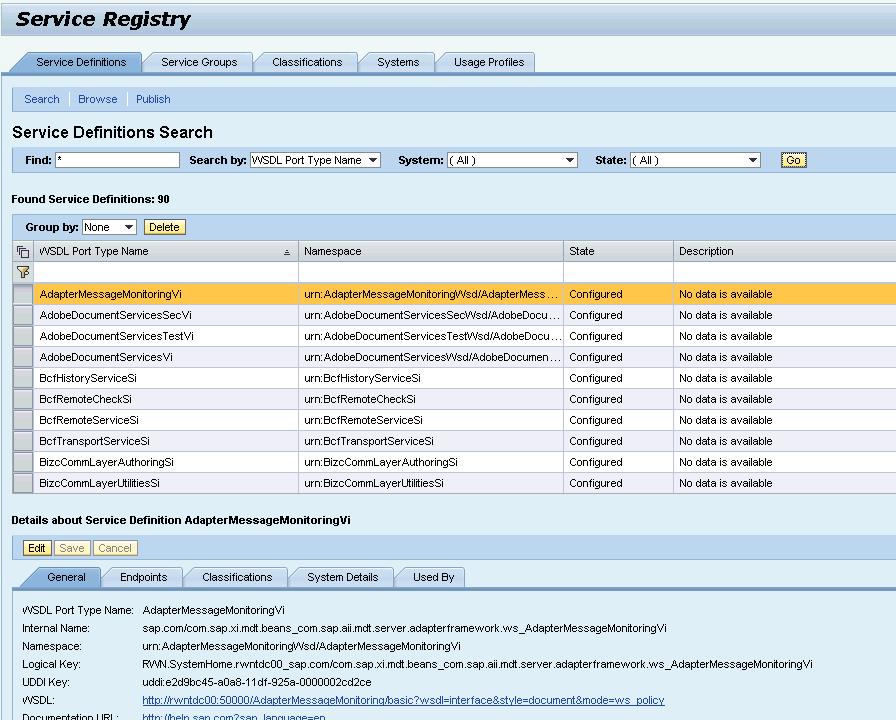 Service Registry
Service Definitions Service Groups Classifications Systems Usage Profiles
Search Browse Publish
Service Definitions Search
Find: * Search by: WSDL Port Type Name System: ( All ) State: ( All ) Go
Found Service Definitions: 90
Group by: None Delete
WSDL Port Type Name Namespace State Description
AdapterMessageMonitoringVi urn:AdapterMessageMonitoringWsd/AdapterMess... Configured No data is available
AdobeDocumentServicesSecVi urn:AdobeDocumentServicesSecWsd/AdobeDocu... Configured No data is available
AdobeDocumentServicesTestVi urn:AdobeDocumentServicesTestWsd/AdobeDocu... Configured No data is available
AdobeDocumentServicesVi urn:AdobeDocumentServicesWsd/AdobeDocumen... Configured No data is available
BcfHistoryServiceSi urn:BcfHistoryServiceSi Configured No data is available
BcfRemoteCheckSi urn:BcfRemoteCheckSi Configured No data is available
BcfRemoteServiceSi urn:BcfRemoteServiceSi Configured No data is available
BcfTransportServiceSi urn:BcfTransportServiceSi Configured No data is available
BizcCommLayerAuthoringSi urn:BizcCommLayerAuthoringSi Configured No data is available
BizcCommLayerUtilitiesSi urn:BizcCommLayerUtilitiesSi Configured No data is available
Details about Service Definition AdapterMessageMonitoringVi
Edit Save Cancel
General Endpoints Classifications System Details Used By
WSDL Port Type Name: AdapterMessageMonitoringVi
Internal Name: sap.com/com.sap.xi.mdt.beans_com.sap.aii.mdt.server.adapterframework.ws_AdapterMessageMonitoringVi
Namespace: urn:AdapterMessageMonitoringWsd/AdapterMessageMonitoringVi
Logical Key: RWN.SystemHome.rwntdc00_sap.com/com.sap.xi.mdt.beans_com.sap.aii.mdt.server.adapterframework.ws_AdapterMessageMonitoringVi
UDDI Key: uddi:e2d9bc45-a0a8-11df-925a-0000002cd2ce
WSDL: http://rwntdc00:50000/AdapterMessageMonitoring/basic?wsdl=interface&style=document&mode=ws_policy
Documentation URL: http://help.sap.com?sap_language=en